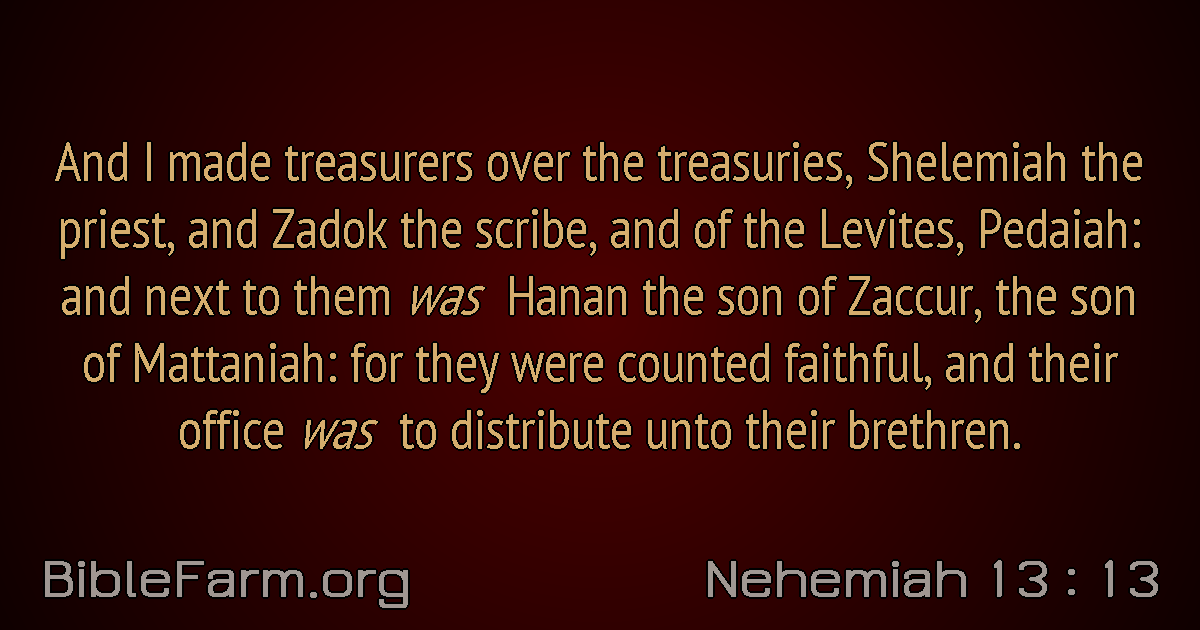 And I made treasurers over the treasuries, Shelemiah the
priest, and Zadok the scribe, and of the Levites, Pedaiah:
and next to them was Hanan the son of Zaccur, the son
of Mattaniah: for they were counted faithful, and their
office was to distribute unto their brethren.
BibleFarm.org
Nehemiah 13 : 13